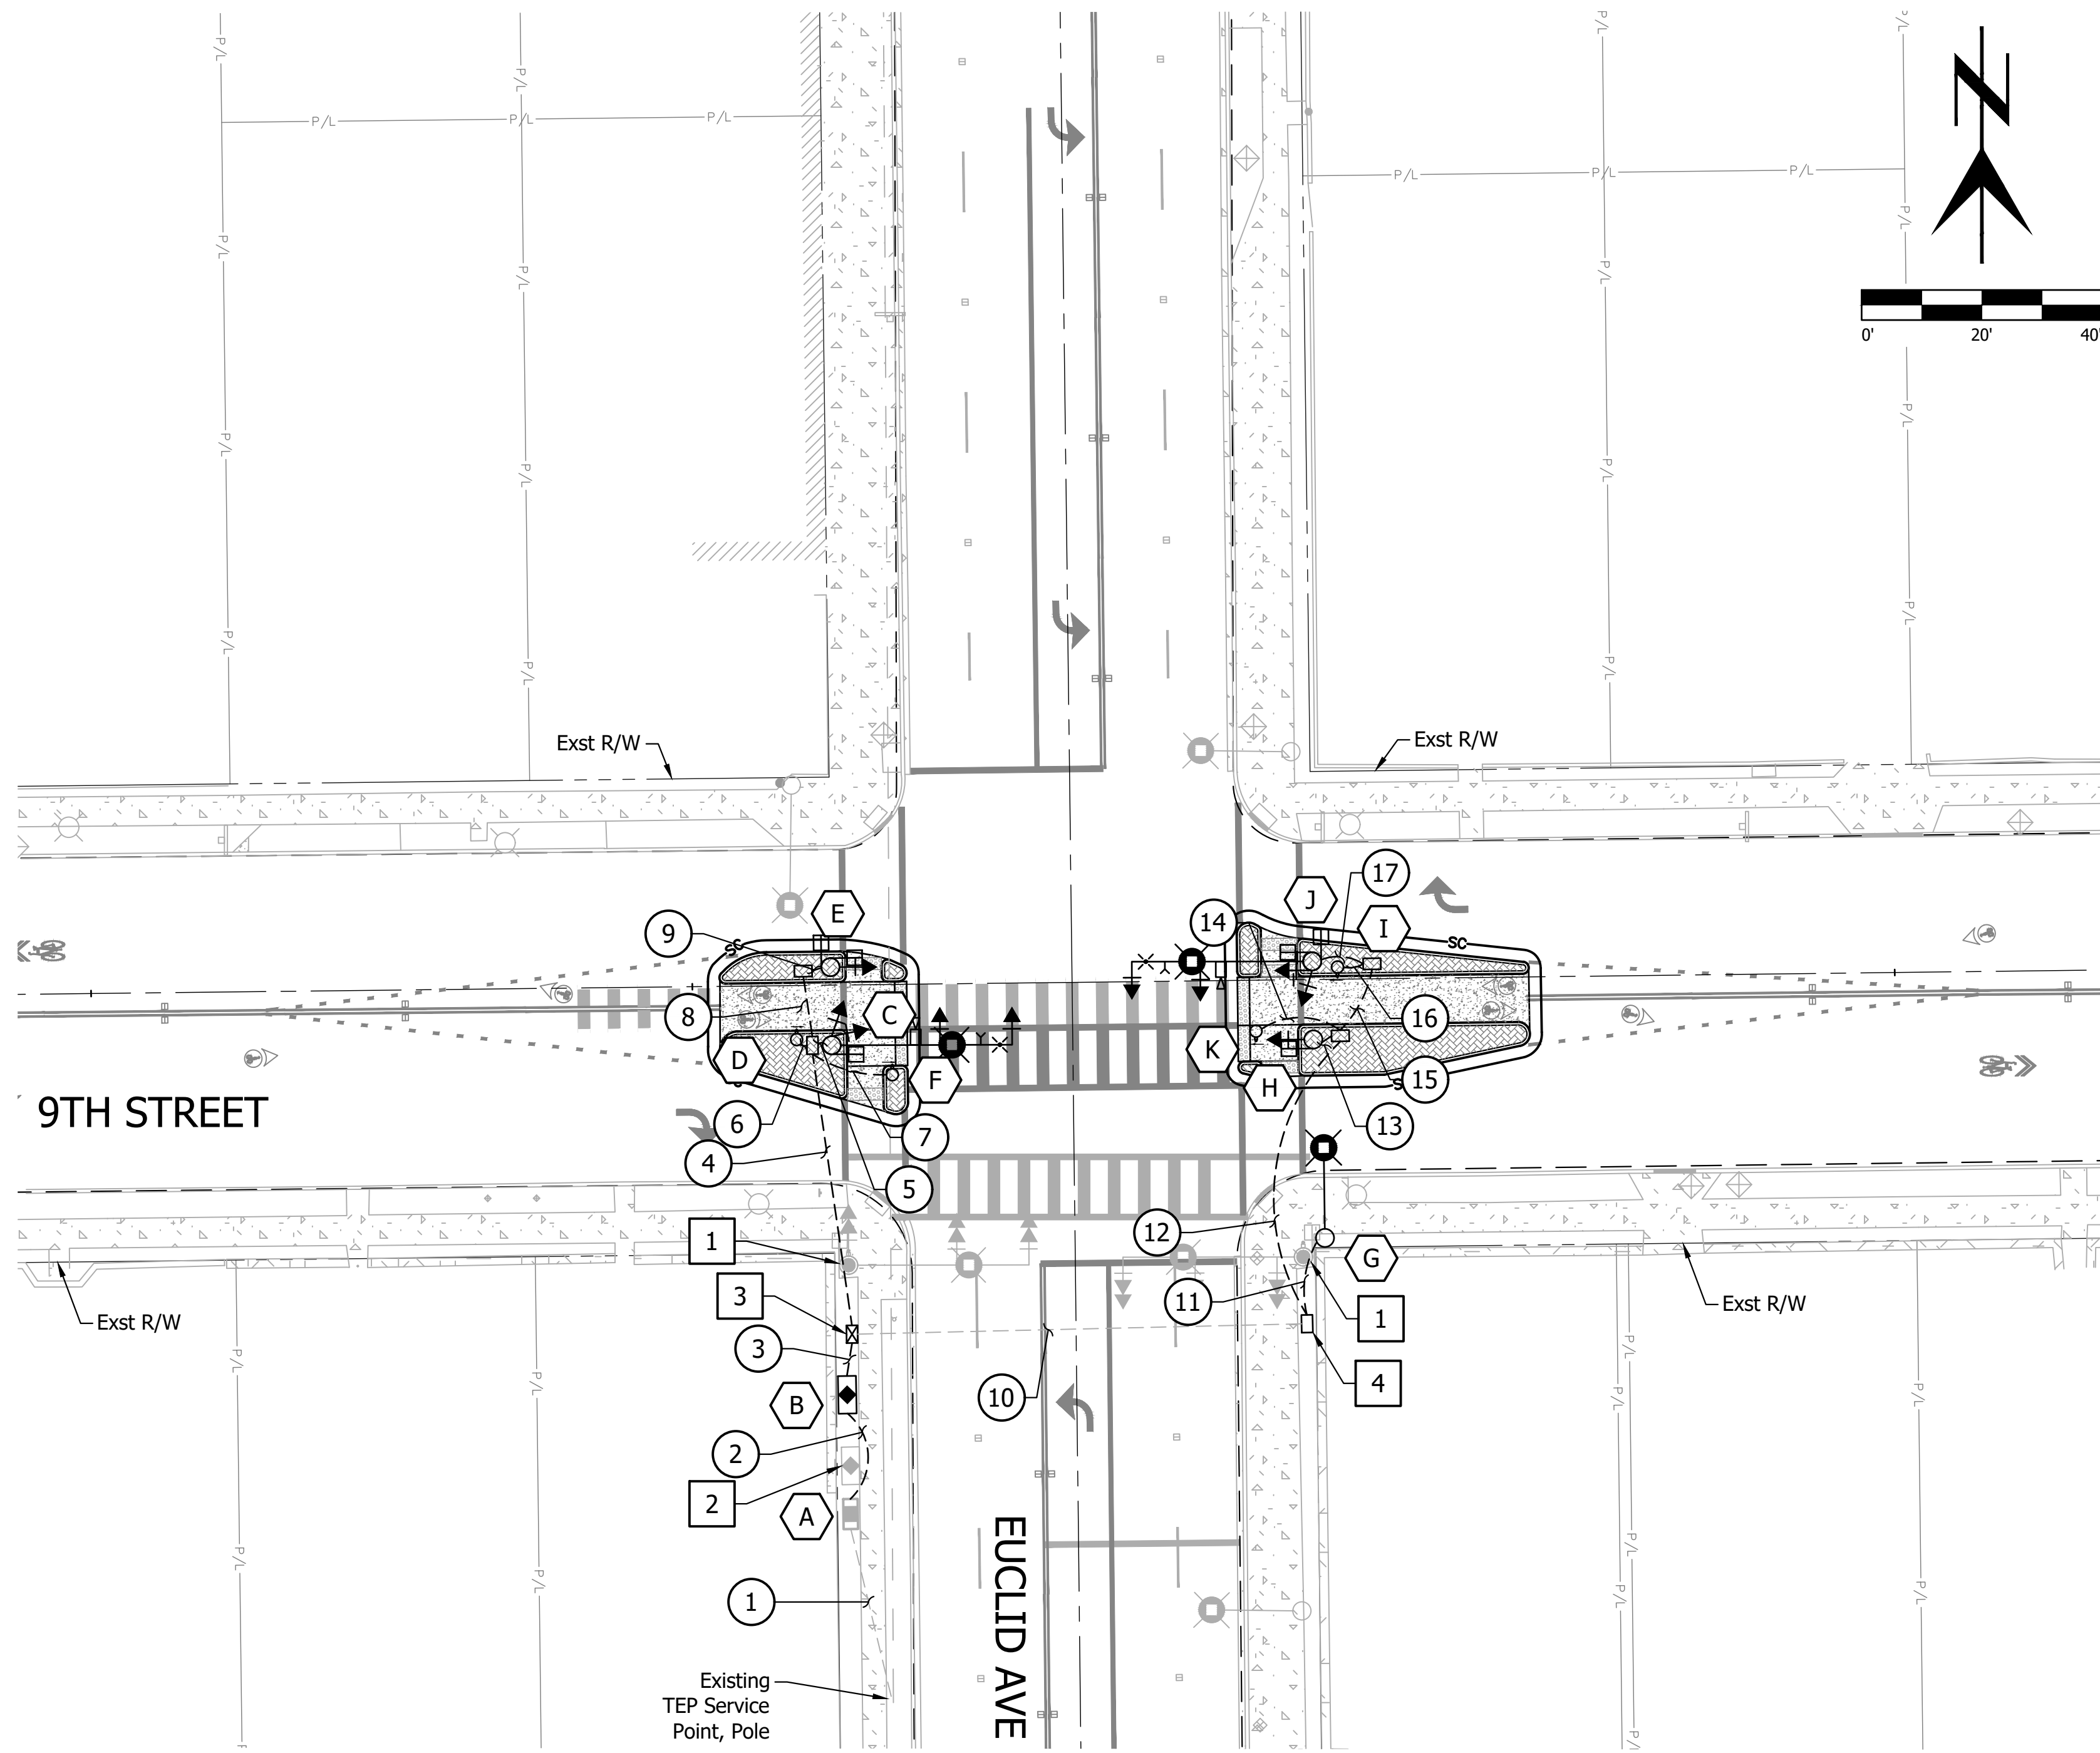 P/L
P/L
P/L
P/L
P/L
P/L
P/L
P/L
P/L
P/L
N
P/L
P/L
P/L
P/L
P/L
P/L
0' 20' 40'
P/L
P/L
P/L
P/L
P/L
P/L
P/L
P/L
P/L
Exst R/W
Exst R/W
17
J
E
14
I
9
SC
SC
8
C
16
K
D
F
H
15
9TH STREET
6
7
13
4
5
1
12
G
3
11
1
Exst R/W
Exst R/W
3
4
10
B
P/L
P/L
P/L
P/L
P/L
2
2
A
EUCLID AVE
P/L
P/L
P/L
P/L
P/L
1
Existing
TEP Service
Point, Pole
P/L